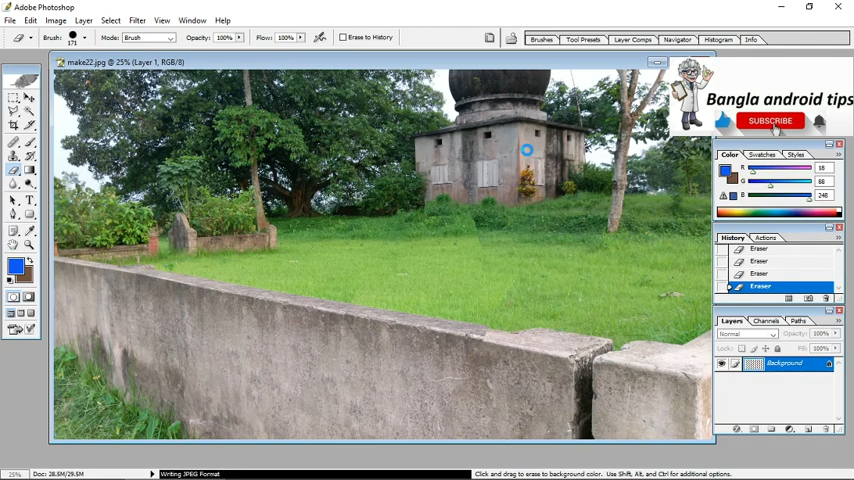 Adobe Photoshop
File Edit Image Layer Select Filter View Window Help
Brush: 171 Mode: Brush Opacity: 100% Flow: 100% Erase to History
Brushes Tool Presets Layer Comps Navigator Histogram Info
make22.jpg @ 25% (Layer 1, RGB/8)
Bangla android tips
SUBSCRIBE
Color Swatches Styles
R 18
G 66
B 248
History Actions
Eraser
Eraser
Eraser
Eraser
Layers Channels Paths
Normal Opacity: 100%
Lock: Fill: 100%
Background
25% Doc: 28.5M/29.5M Writing JPEG Format Click and drag to erase to background color. Use Shift, Alt, and Ctrl for additional options.